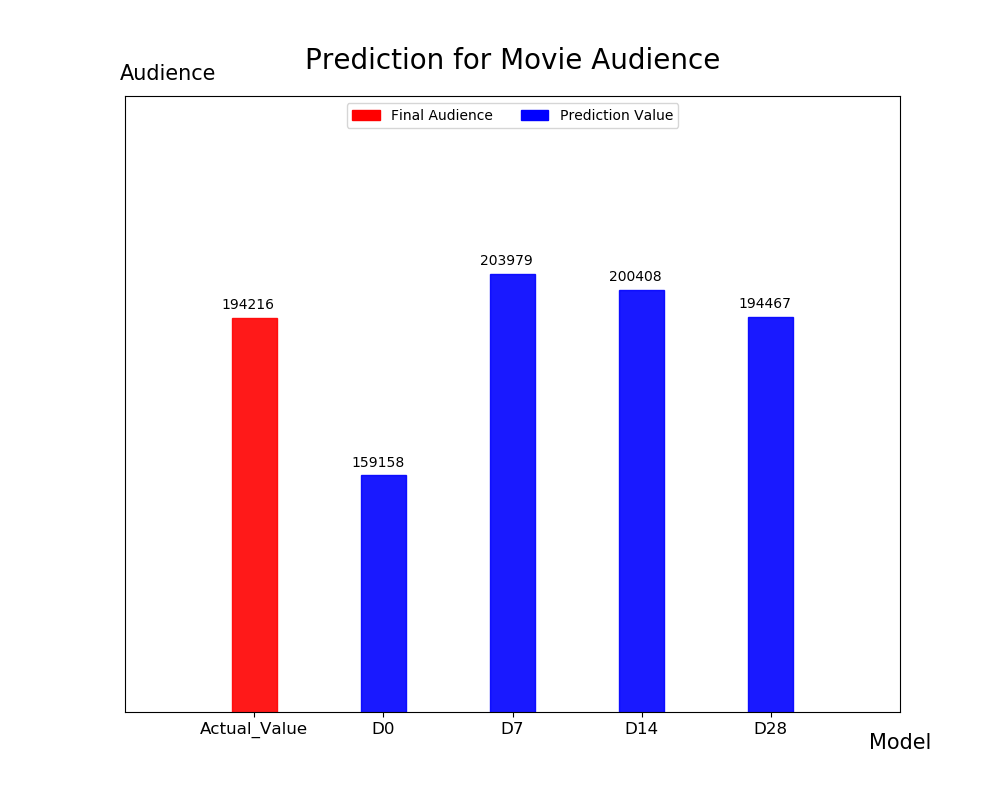 Prediction for Movie Audience
Audience
Final Audience
Prediction Value
194216
159158
203979
200408
194467
Actual_Value
D0
D7
D14
D28
Model